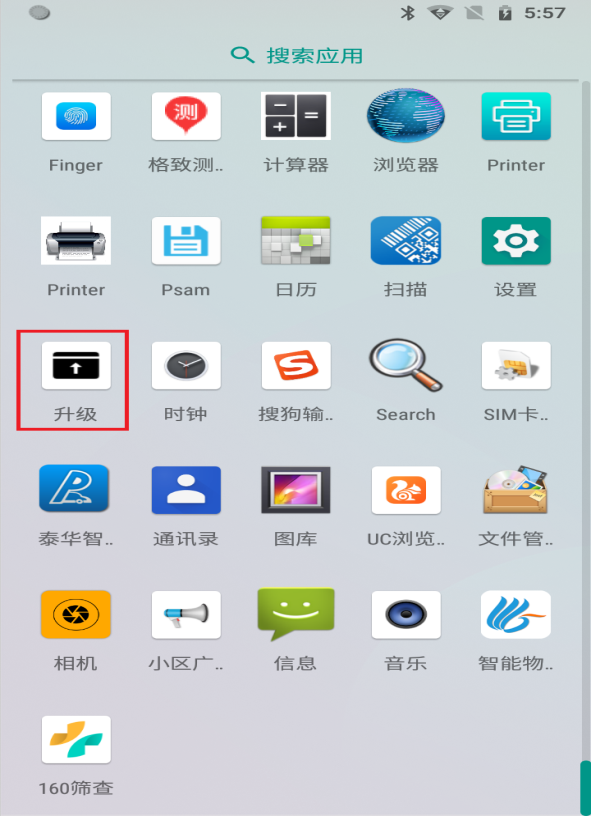 5:57
搜索应用
Finger
格致测..
测
计算器
浏览器
Printer
Printer
Psam
日历
扫描
设置
升级
时钟
搜狗输..
Search
SIM卡..
泰华智..
通讯录
图库
UC浏览..
文件管..
相机
小区广..
信息
音乐
智能物..
160筛查